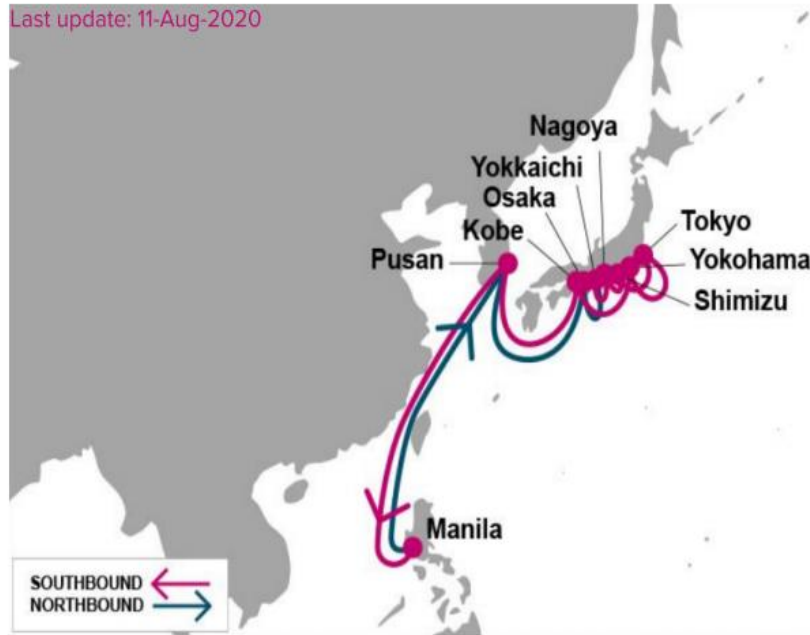 Last update: 11-Aug-2020
Nagoya
Yokkaichi
Osaka
Kobe
Tokyo
Pusan
Yokohama
Shimizu
Manila
SOUTHBOUND
NORTHBOUND